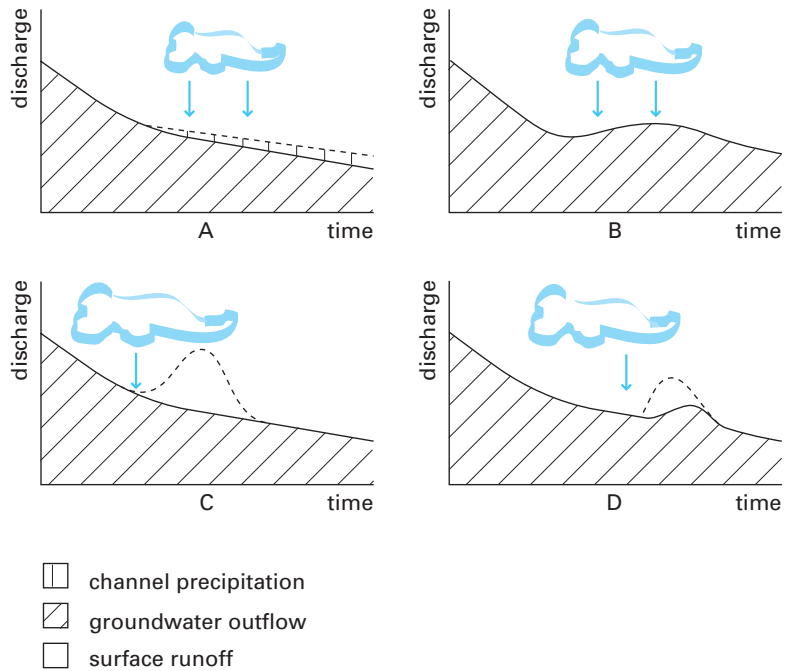 discharge
A
time
discharge
B
time
discharge
C
time
discharge
D
time
channel precipitation
groundwater outflow
surface runoff